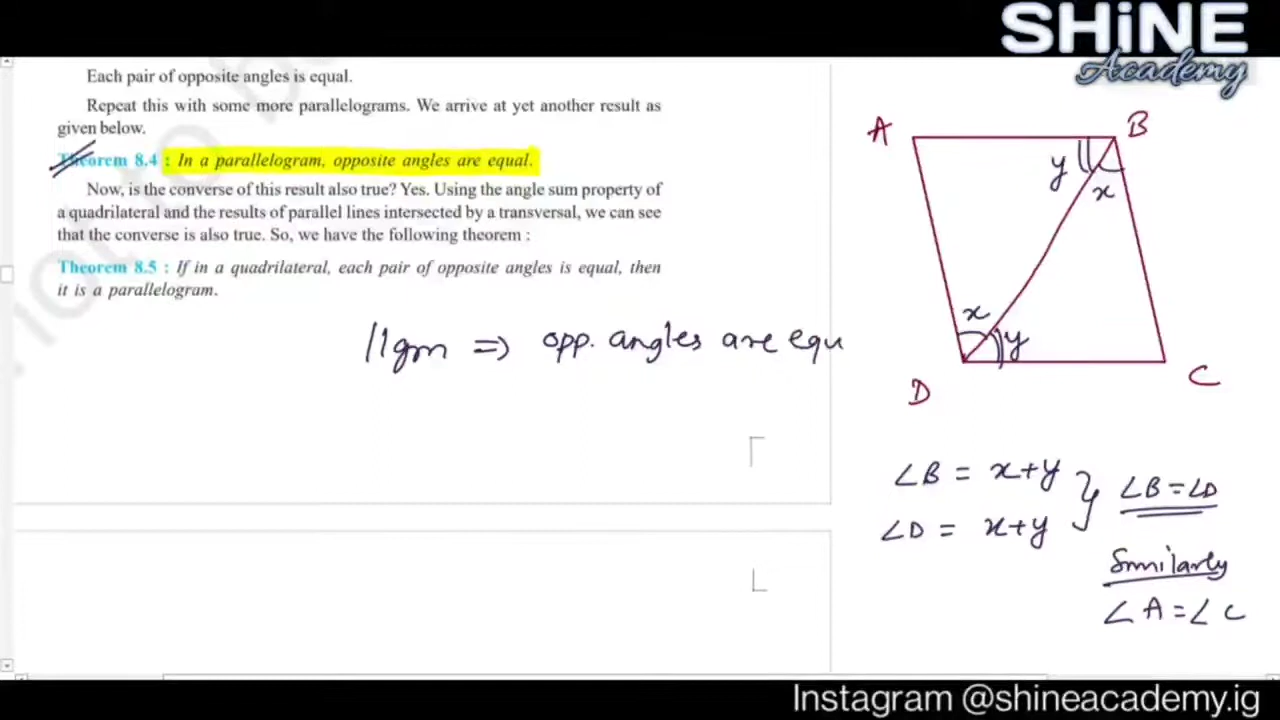 SHiNE
Academy
Each pair of opposite angles is equal.
Repeat this with some more parallelograms. We arrive at yet another result as
given below.
Theorem 8.4 : In a parallelogram, opposite angles are equal.
Now, is the converse of this result also true? Yes. Using the angle sum property of
a quadrilateral and the results of parallel lines intersected by a transversal, we can see
that the converse is also true. So, we have the following theorem :
Theorem 8.5 : If in a quadrilateral, each pair of opposite angles is equal, then
it is a parallelogram.
||gm ⇒ opp. angles are equ
A
B
y
x
x
y
D
C
∠B = x+y
∠D = x+y
∠B = ∠D
Similarly
∠A = ∠C
Instagram @shineacademy.ig